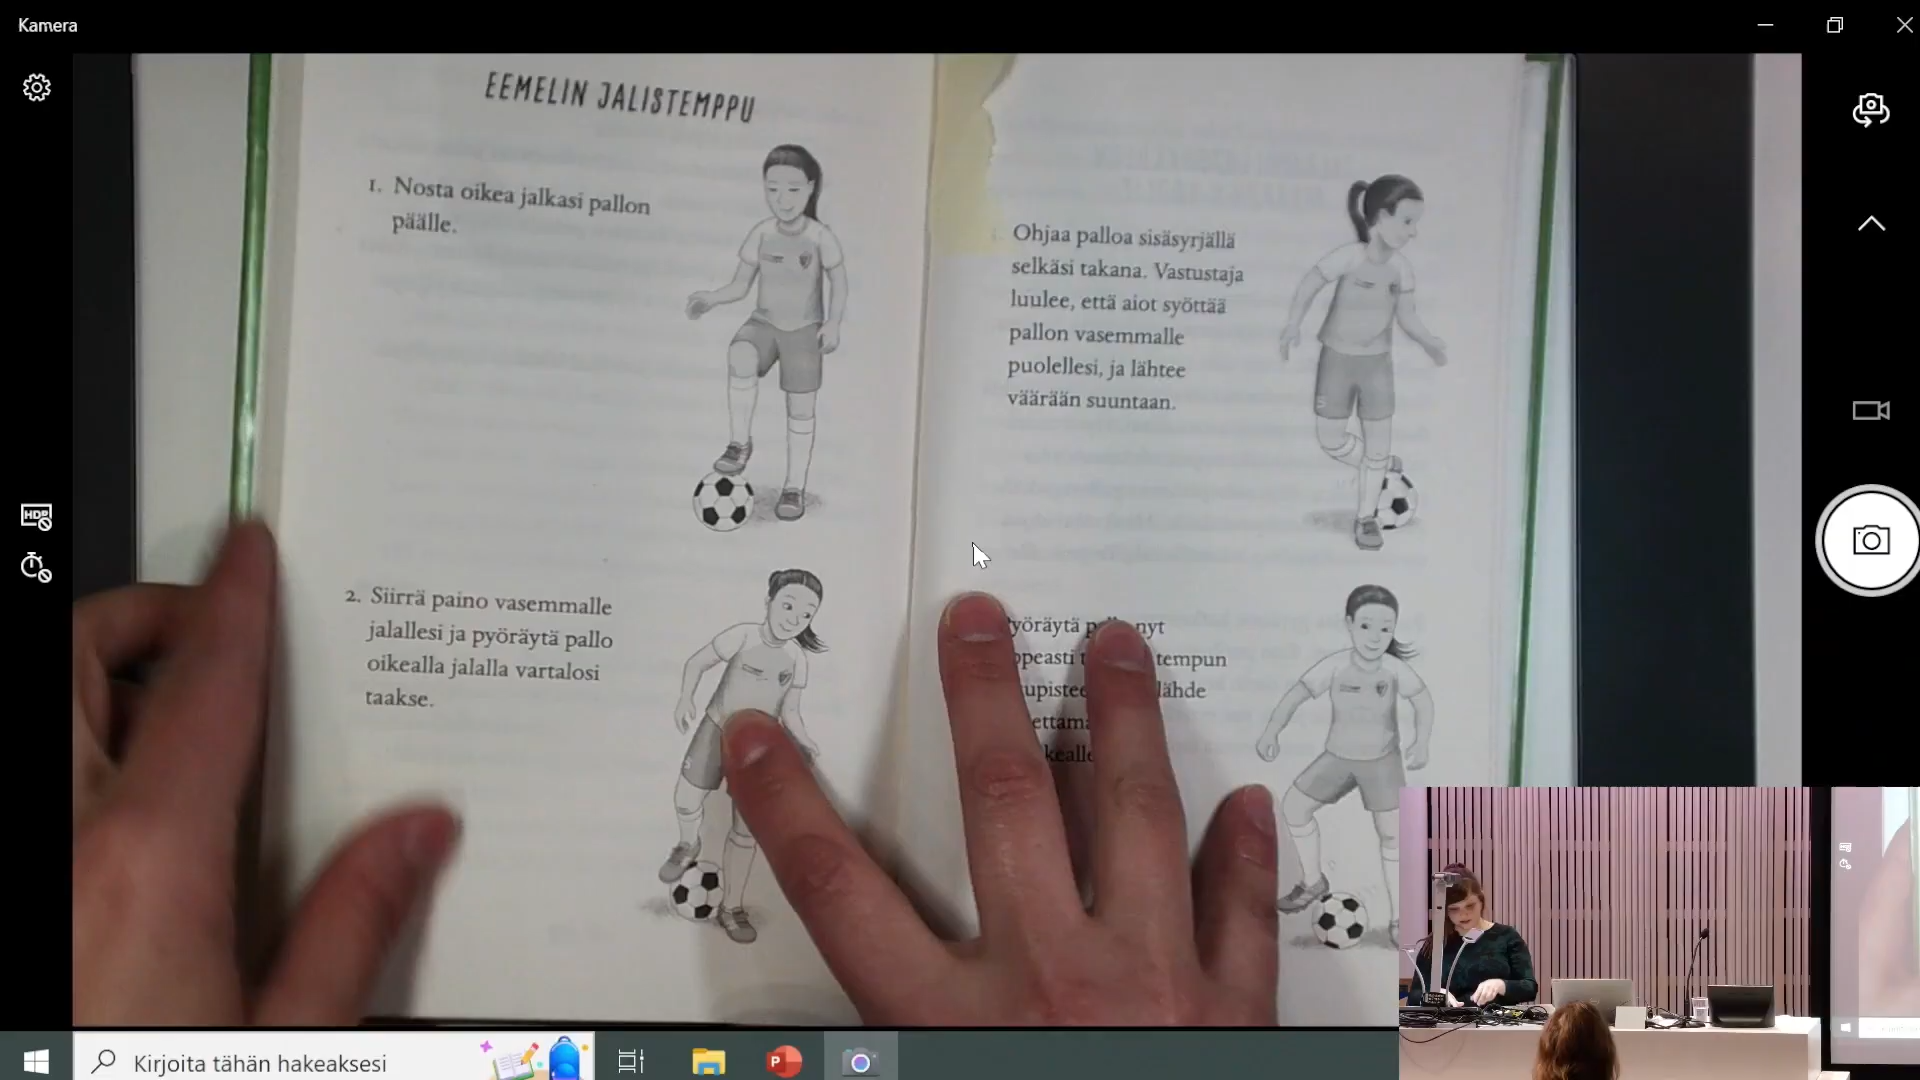 Kamera
EEMELIN JALISTEMPPU
1. Nosta oikea jalkasi pallon
päälle.
2. Siirrä paino vasemmalle
jalallesi ja pyöräytä pallo
oikealla jalalla vartalosi
taakse.
Ohjaa palloa sisäsyrjällä
selkäsi takana. Vastustaja
luulee, että aiot syöttää
pallon vasemmalle
puolellesi, ja lähtee
väärään suuntaan.
nyt
tempun
lähde
Kirjoita tähän hakeaksesi